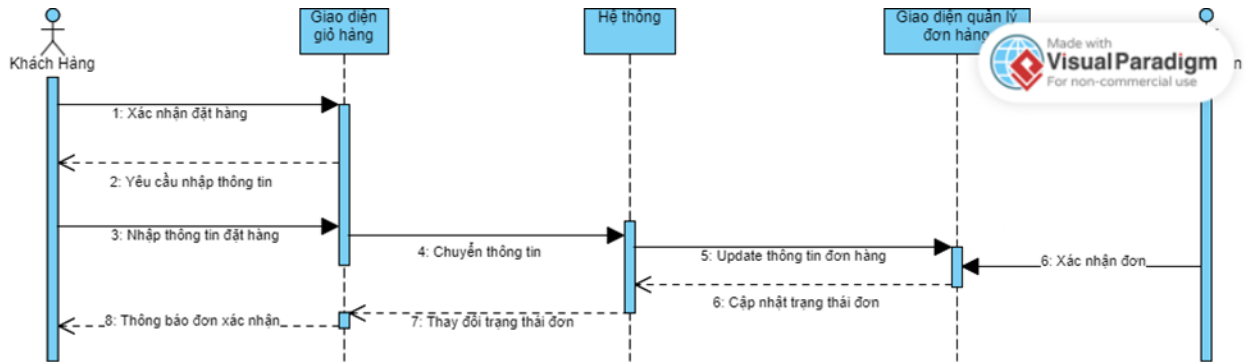 Giao diện
giỏ hàng
Hệ thống
Giao diện quản lý
đơn hàng
Khách Hàng
Made with
Visual Paradigm
For non-commercial use
1: Xác nhận đặt hàng
2: Yêu cầu nhập thông tin
3: Nhập thông tin đặt hàng
4: Chuyển thông tin
5: Update thông tin đơn hàng
6: Xác nhận đơn
6: Cập nhật trạng thái đơn
7: Thay đổi trạng thái đơn
8: Thông báo đơn xác nhận